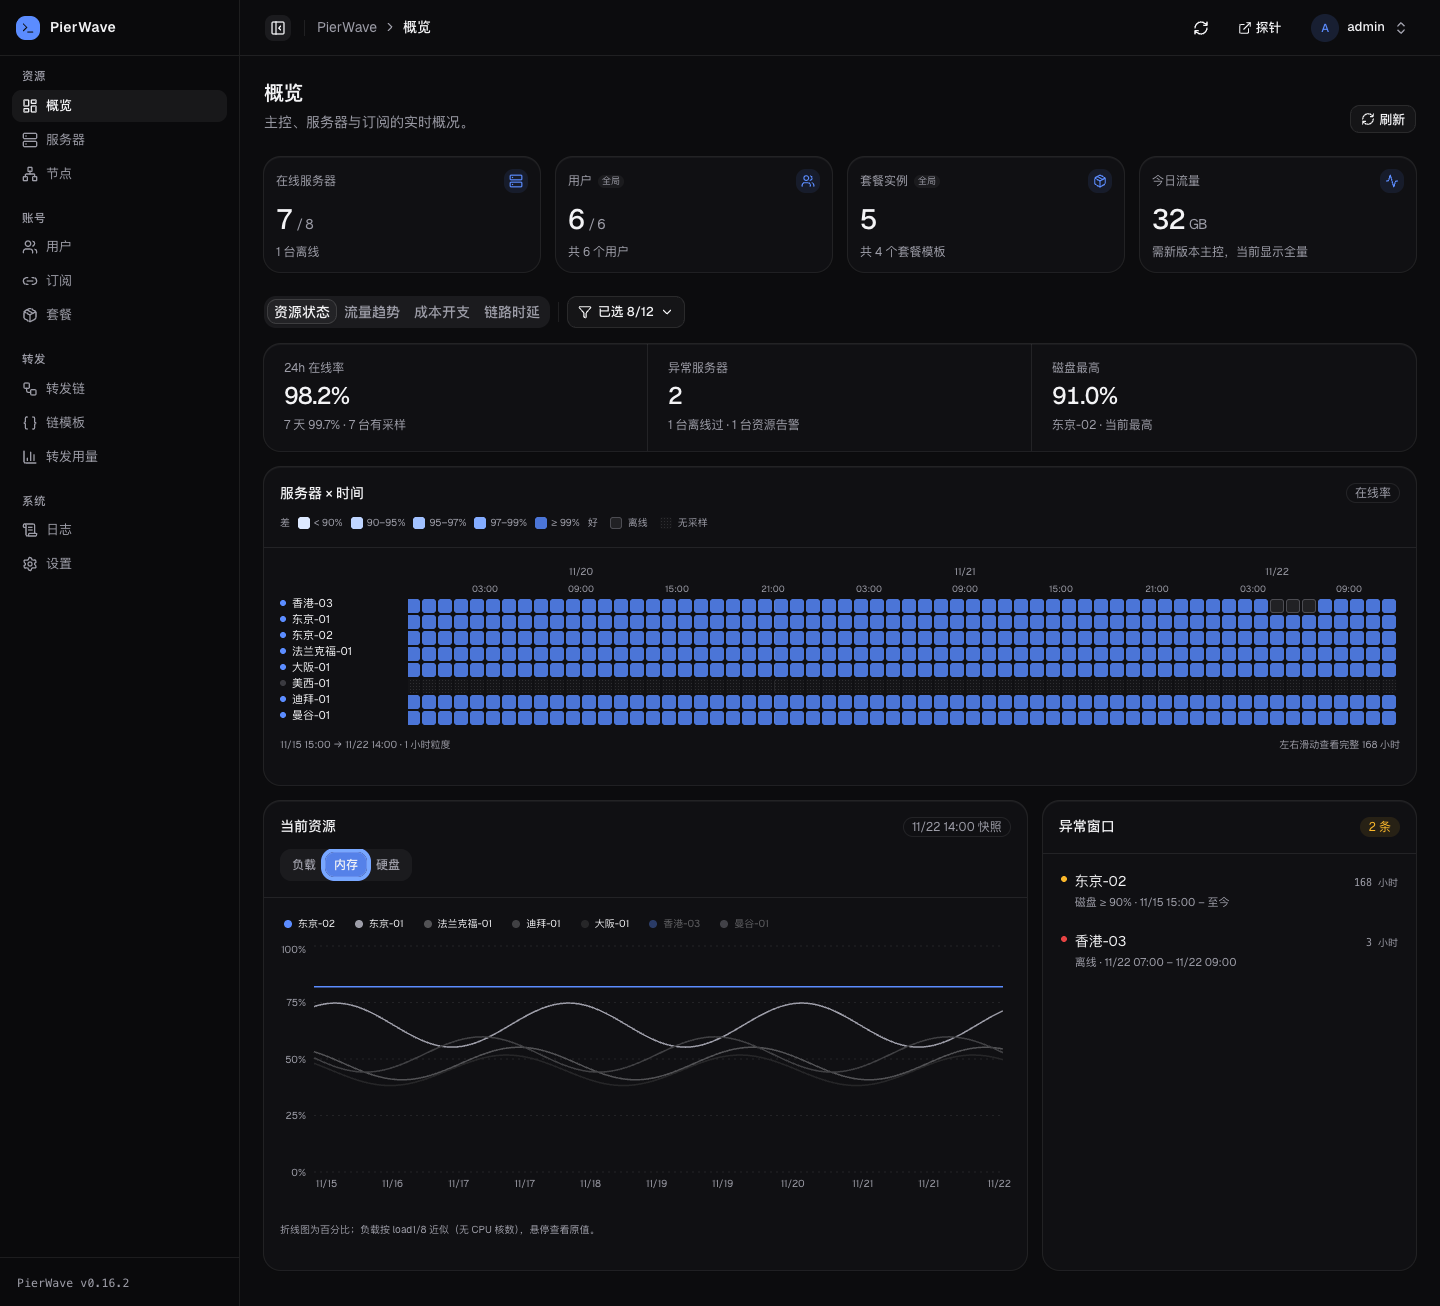 PierWave
PierWave > 概览
探针
A admin
资源
概览
服务器
节点
账号
用户
订阅
套餐
转发
转发链
链模板
转发用量
系统
日志
设置
PierWave v0.16.2
概览
主控、服务器与订阅的实时概况。
刷新
在线服务器
7 / 8
1 台离线
用户 全局
6 / 6
共 6 个用户
套餐实例 全局
5
共 4 个套餐模板
今日流量
32 GB
需新版本主控，当前显示全量
资源状态 流量趋势 成本开支 链路时延
已选 8/12
24h 在线率
98.2%
7 天 99.7% · 7 台有采样
异常服务器
2
1 台离线过 · 1 台资源告警
磁盘最高
91.0%
东京-02 · 当前最高
服务器 × 时间
在线率
差 < 90% 90–95% 95–97% 97–99% ≥ 99% 好 离线 无采样
11/20 11/21 11/22
03:00 09:00 15:00 21:00 03:00 09:00 15:00 21:00 03:00 09:00
香港-03
东京-01
东京-02
法兰克福-01
大阪-01
美西-01
迪拜-01
曼谷-01
11/15 15:00 → 11/22 14:00 · 1 小时粒度
左右滑动查看完整 168 小时
当前资源
11/22 14:00 快照
负载 内存 硬盘
东京-02 东京-01 法兰克福-01 迪拜-01 大阪-01 香港-03 曼谷-01
100%
75%
50%
25%
0%
11/15 11/16 11/17 11/17 11/18 11/19 11/19 11/20 11/21 11/21 11/22
折线图为百分比；负载按 load1/8 近似（无 CPU 核数），悬停查看原值。
异常窗口
2 条
东京-02
168 小时
磁盘 ≥ 90% · 11/15 15:00 – 至今
香港-03
3 小时
离线 · 11/22 07:00 – 11/22 09:00